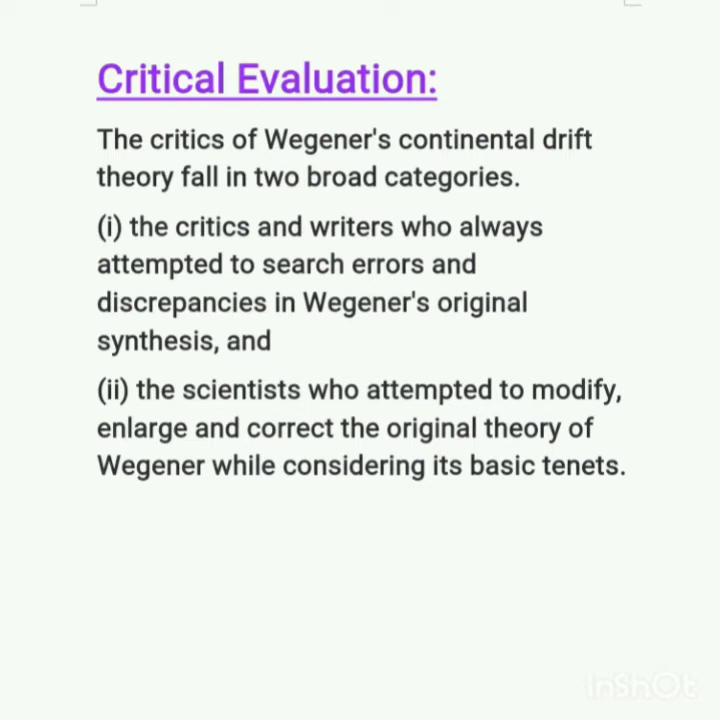 Critical Evaluation:
The critics of Wegener's continental drift
theory fall in two broad categories.
(i) the critics and writers who always
attempted to search errors and
discrepancies in Wegener's original
synthesis, and
(ii) the scientists who attempted to modify,
enlarge and correct the original theory of
Wegener while considering its basic tenets.
InShOt